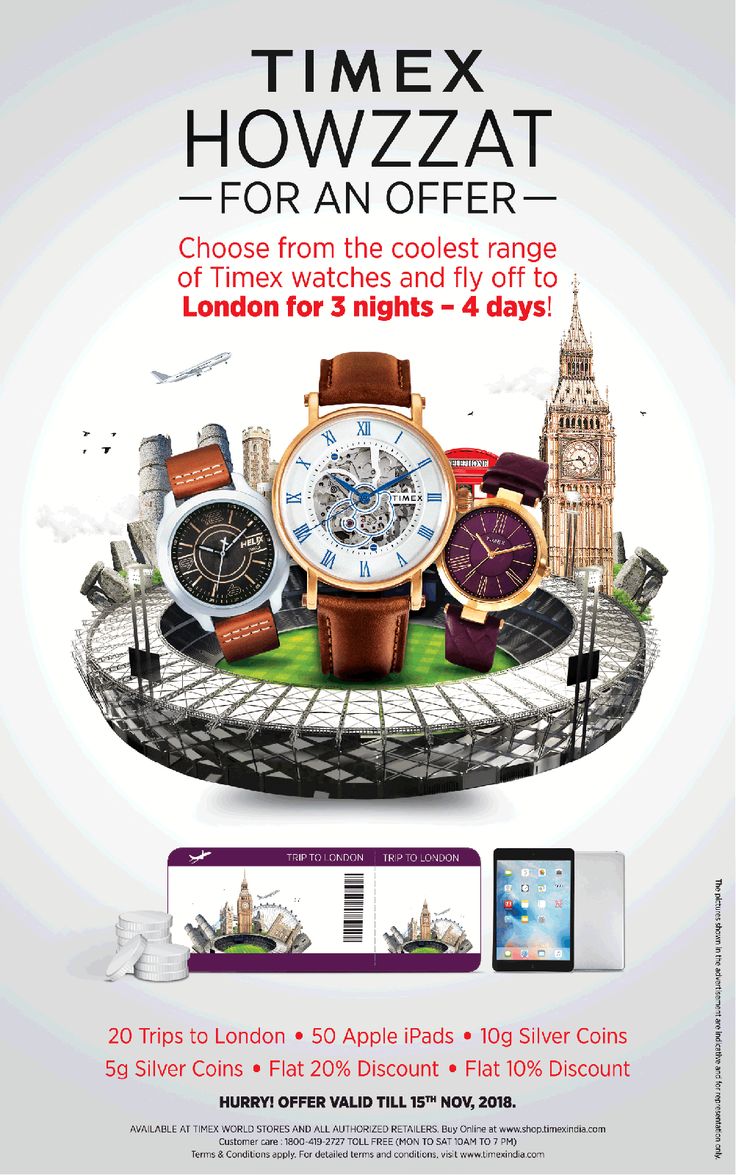 TIMEX
HOWZZAT
—FOR AN OFFER—
Choose from the coolest range
of Timex watches and fly off to
London for 3 nights – 4 days!
TELEPHONE
XII
TIMEX
HELIX
TIMEX
TRIP TO LONDON
TRIP TO LONDON
20 Trips to London • 50 Apple iPads • 10g Silver Coins
5g Silver Coins • Flat 20% Discount • Flat 10% Discount
HURRY! OFFER VALID TILL 15TH NOV, 2018.
AVAILABLE AT TIMEX WORLD STORES AND ALL AUTHORIZED RETAILERS. Buy Online at www.shop.timexindia.com
Customer care : 1800-419-2727 TOLL FREE (MON TO SAT 10AM TO 7 PM)
Terms & Conditions apply. For detailed terms and conditions, visit www.timexindia.com
The pictures shown in the advertisement are indicative and for representation only.